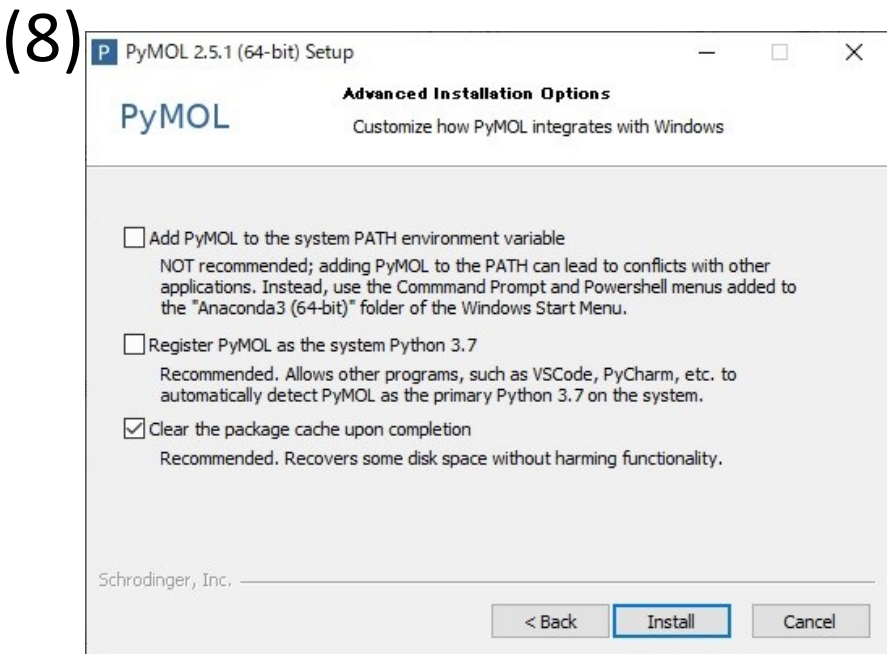 (8)
P PyMOL 2.5.1 (64-bit) Setup
PyMOL
Advanced Installation Options
Customize how PyMOL integrates with Windows
Add PyMOL to the system PATH environment variable
NOT recommended; adding PyMOL to the PATH can lead to conflicts with other
applications. Instead, use the Commmand Prompt and Powershell menus added to
the "Anaconda3 (64-bit)" folder of the Windows Start Menu.
Register PyMOL as the system Python 3.7
Recommended. Allows other programs, such as VSCode, PyCharm, etc. to
automatically detect PyMOL as the primary Python 3.7 on the system.
Clear the package cache upon completion
Recommended. Recovers some disk space without harming functionality.
Schrodinger, Inc.
< Back Install Cancel